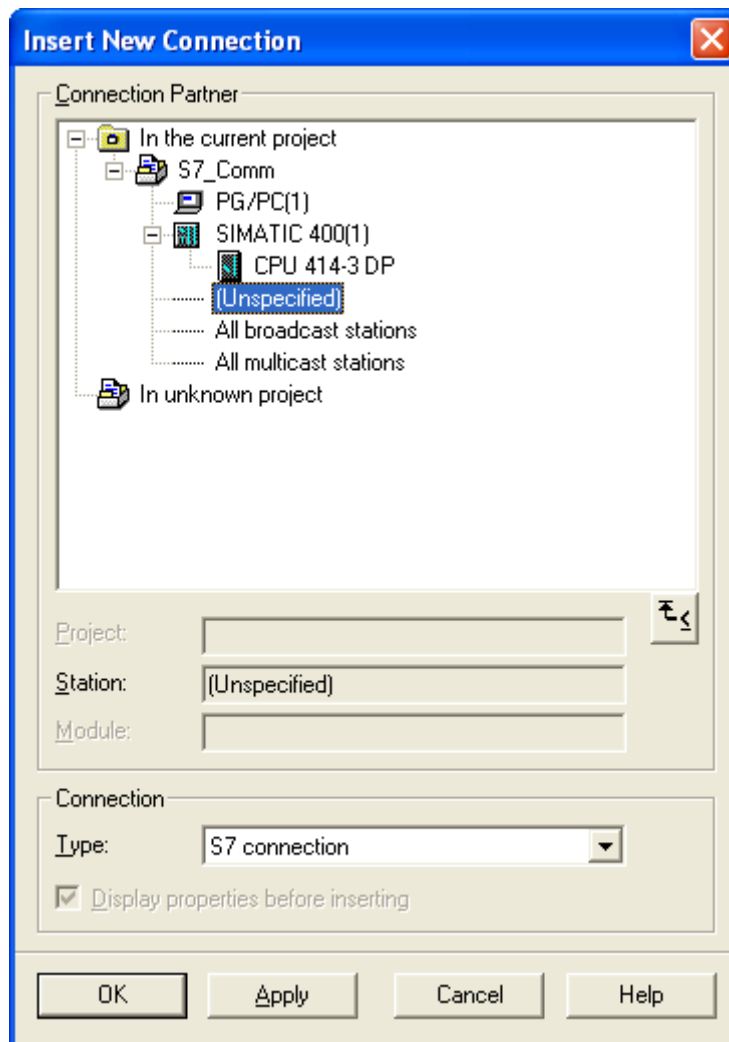 Insert New Connection
Connection Partner
In the current project
S7_Comm
PG/PC(1)
SIMATIC 400(1)
CPU 414-3 DP
(Unspecified)
All broadcast stations
All multicast stations
In unknown project
Project:
Station: (Unspecified)
Module:
Connection
Type: S7 connection
Display properties before inserting
OK Apply Cancel Help